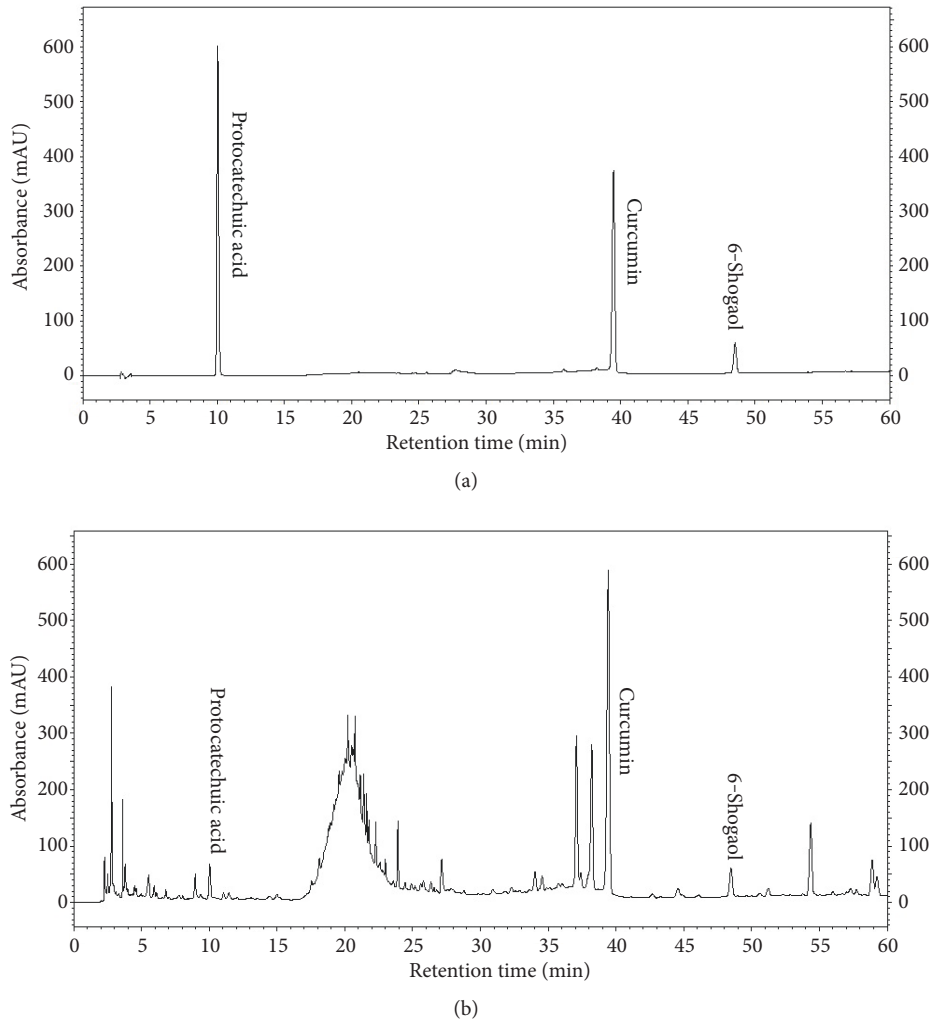 600
500
400
300
200
100
0
Absorbance (mAU)
Protocatechuic acid
Curcumin
6-Shogaol
600
500
400
300
200
100
0
0 5 10 15 20 25 30 35 40 45 50 55 60
Retention time (min)
(a)
600
500
400
300
200
100
0
Absorbance (mAU)
Protocatechuic acid
Curcumin
6-Shogaol
600
500
400
300
200
100
0
0 5 10 15 20 25 30 35 40 45 50 55 60
Retention time (min)
(b)